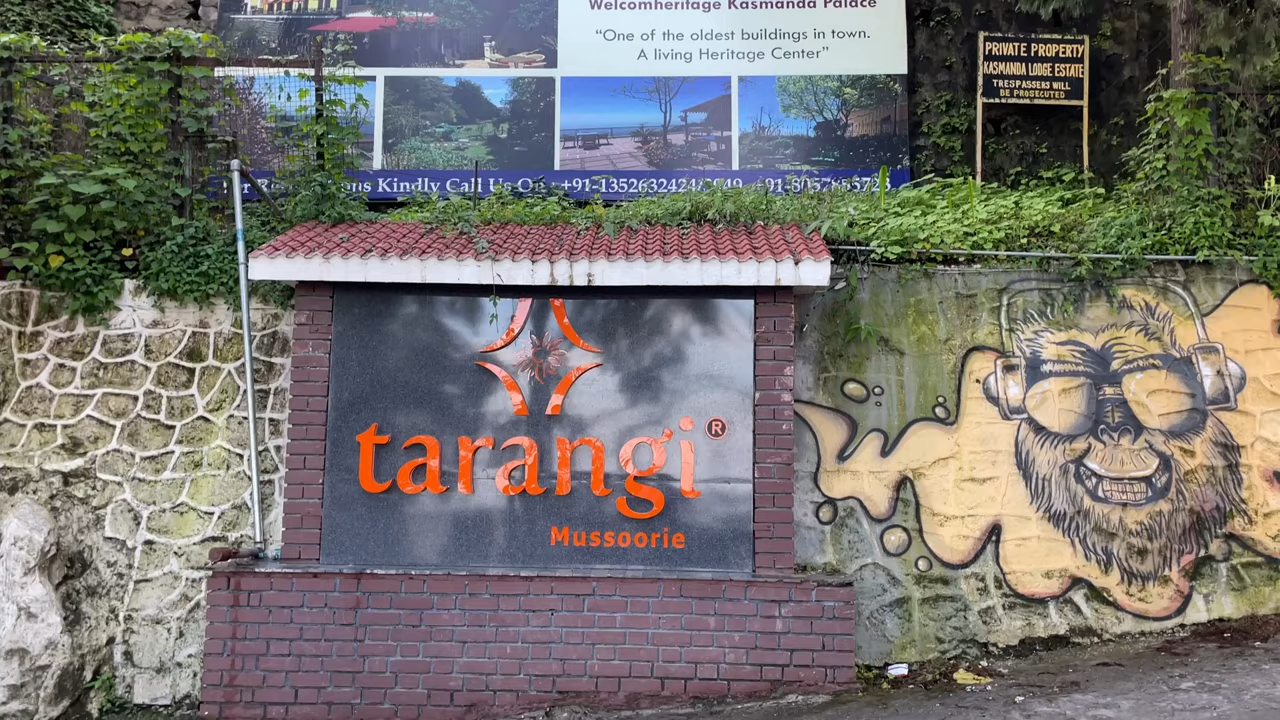 Welcomheritage Kasmanda Palace
“One of the oldest buildings in town.
A living Heritage Center”
PRIVATE PROPERTY
KASMANDA LODGE ESTATE
TRESPASSERS WILL
BE PROSECUTED
Kindly Call Us On
tarangi ®
Mussoorie